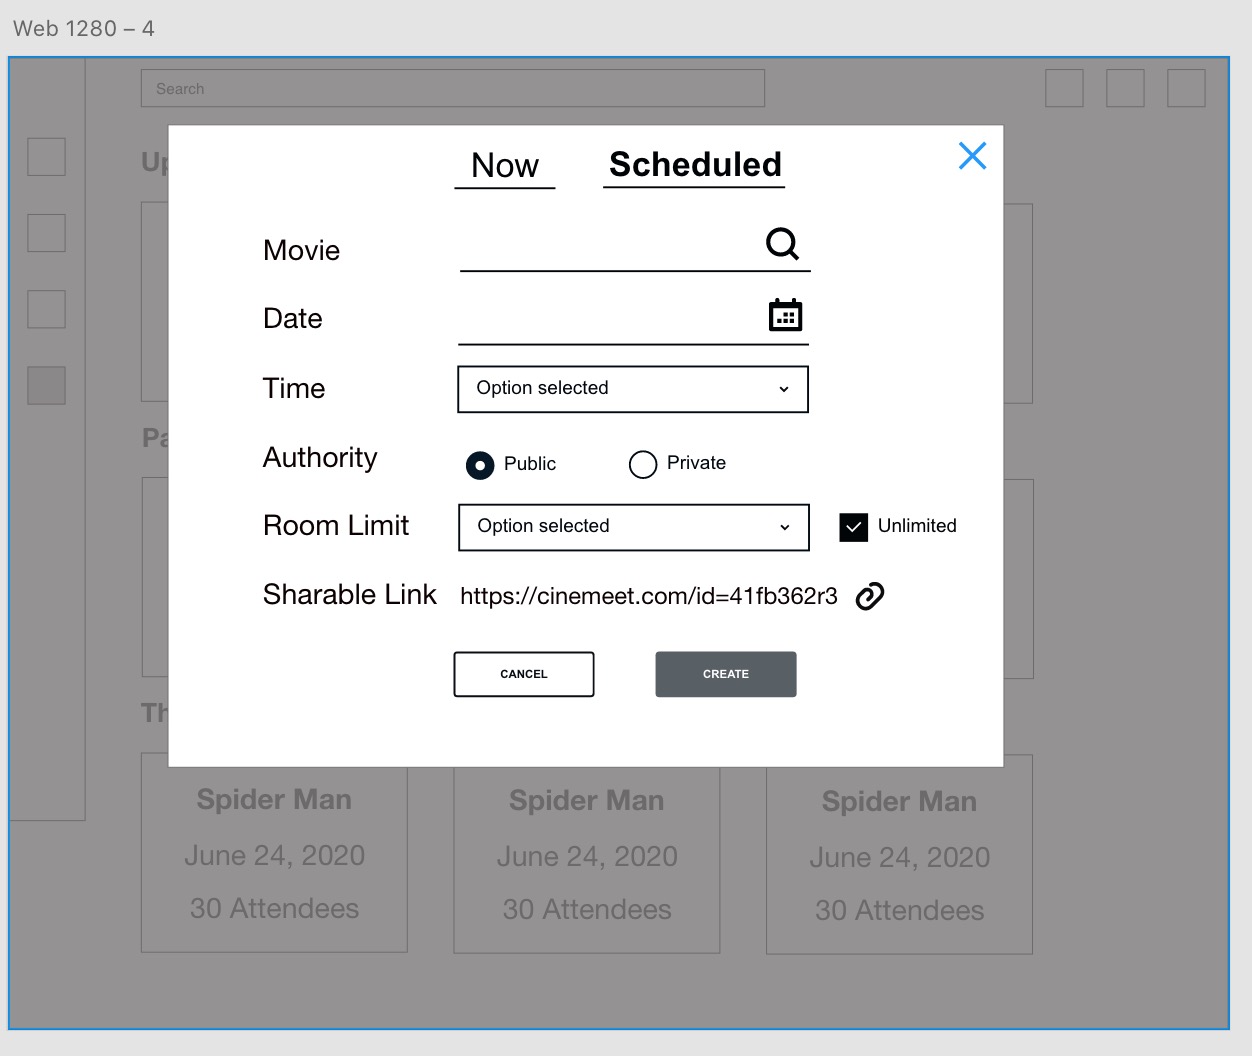 Web 1280 – 4
Search
Now Scheduled
Movie
Date
Time Option selected
Authority Public Private
Room Limit Option selected Unlimited
Sharable Link https://cinemeet.com/id=41fb362r3
CANCEL CREATE
Up
Pa
Th
Spider Man Spider Man Spider Man
June 24, 2020 June 24, 2020 June 24, 2020
30 Attendees 30 Attendees 30 Attendees